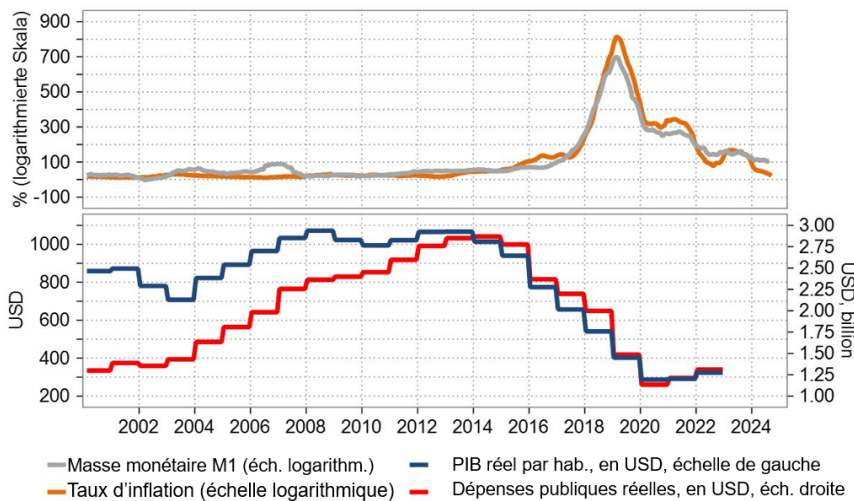 % (logarithmierte Skala)
900
700
500
300
100
-100
USD
1000
800
600
400
200
3.00
2.75
2.50
2.25
2.00
1.75
1.50
1.25
1.00
USD, billion
2002 2004 2006 2008 2010 2012 2014 2016 2018 2020 2022 2024
Masse monétaire M1 (éch. logarithm.)
PIB réel par hab., en USD, échelle de gauche
Taux d’inflation (échelle logarithmique)
Dépenses publiques réelles, en USD, éch. droite